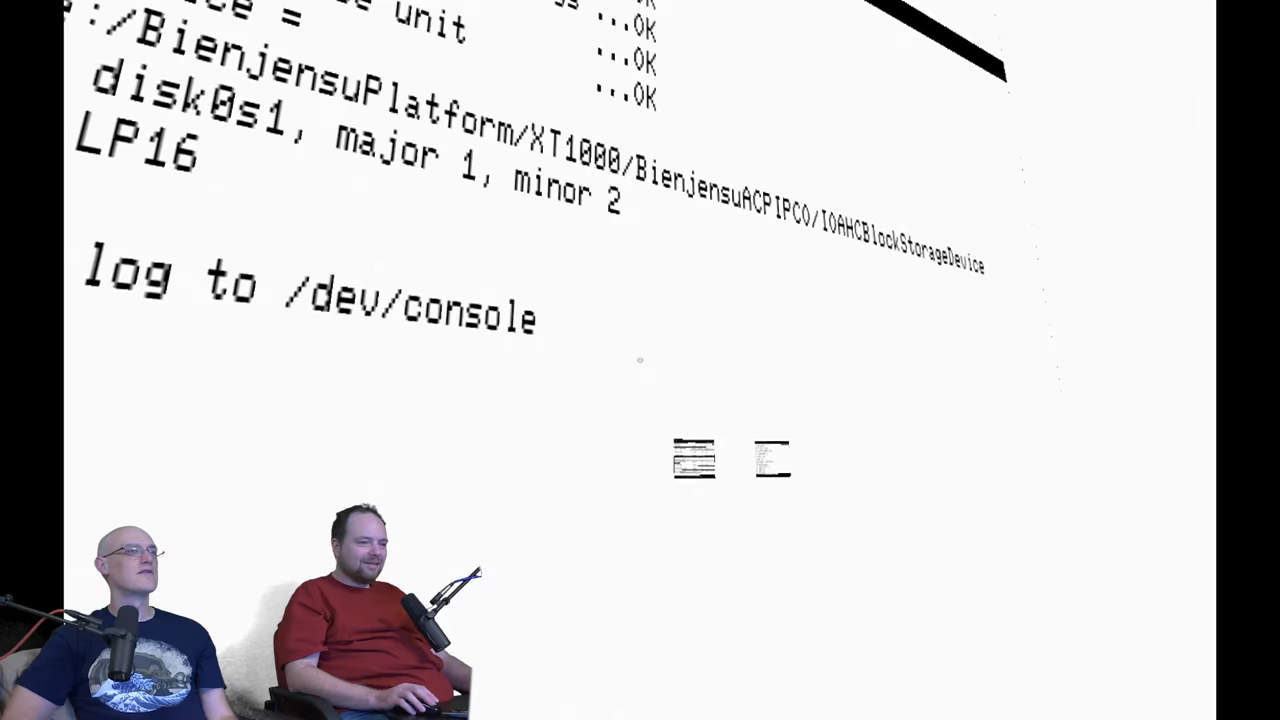 unit
...OK
...OK
...OK
:/BienjensuPlatform/XT1000/BienjensuACPIPCO/IOAHCBlockStorageDevice
disk0s1, major 1, minor 2
LP16
log to /dev/console